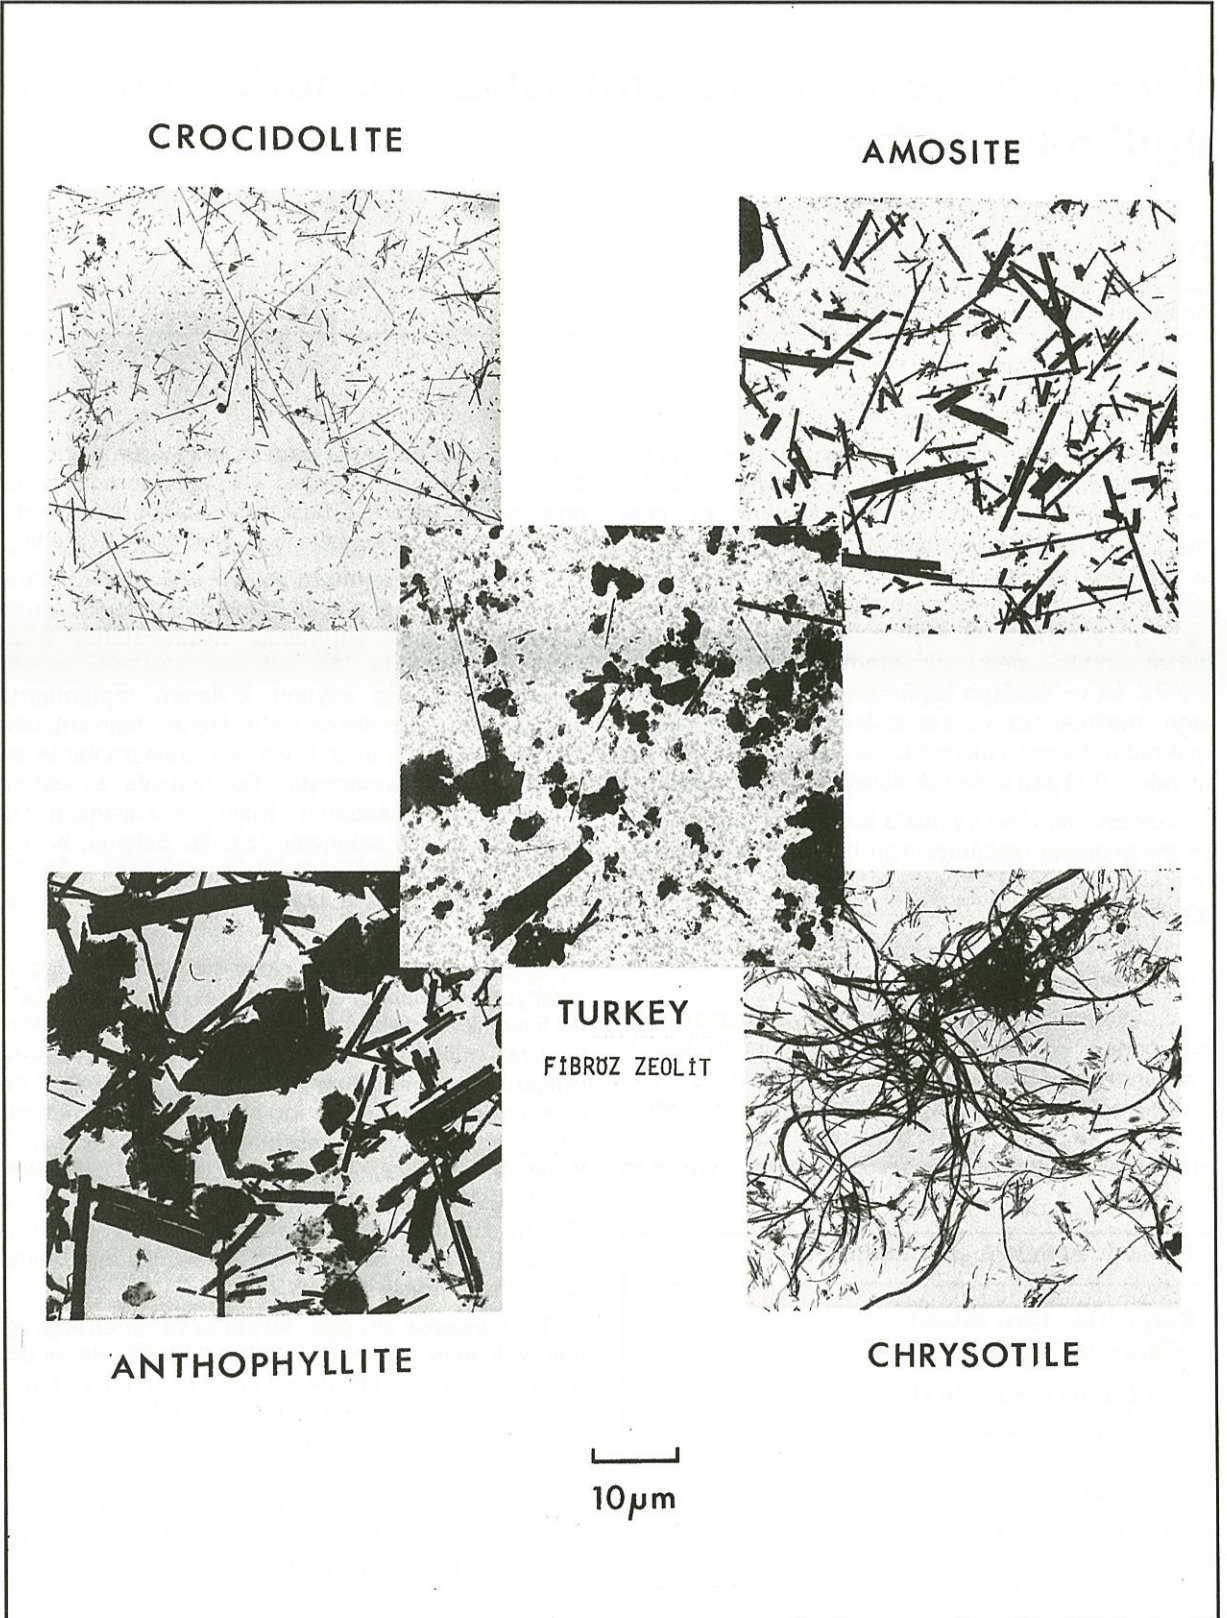 CROCIDOLITE
AMOSITE
TURKEY
FİBRÖZ ZEOLİT
ANTHOPHYLLITE
CHRYSOTILE
10µm